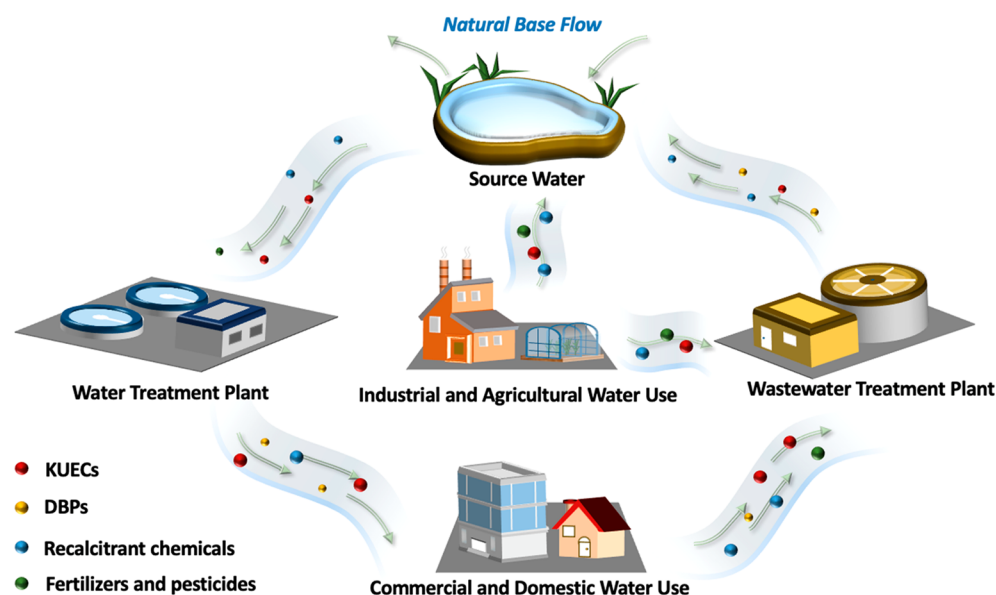 Natural Base Flow
Source Water
Water Treatment Plant
Industrial and Agricultural Water Use
Wastewater Treatment Plant
KUECs
DBPs
Recalcitrant chemicals
Fertilizers and pesticides
Commercial and Domestic Water Use